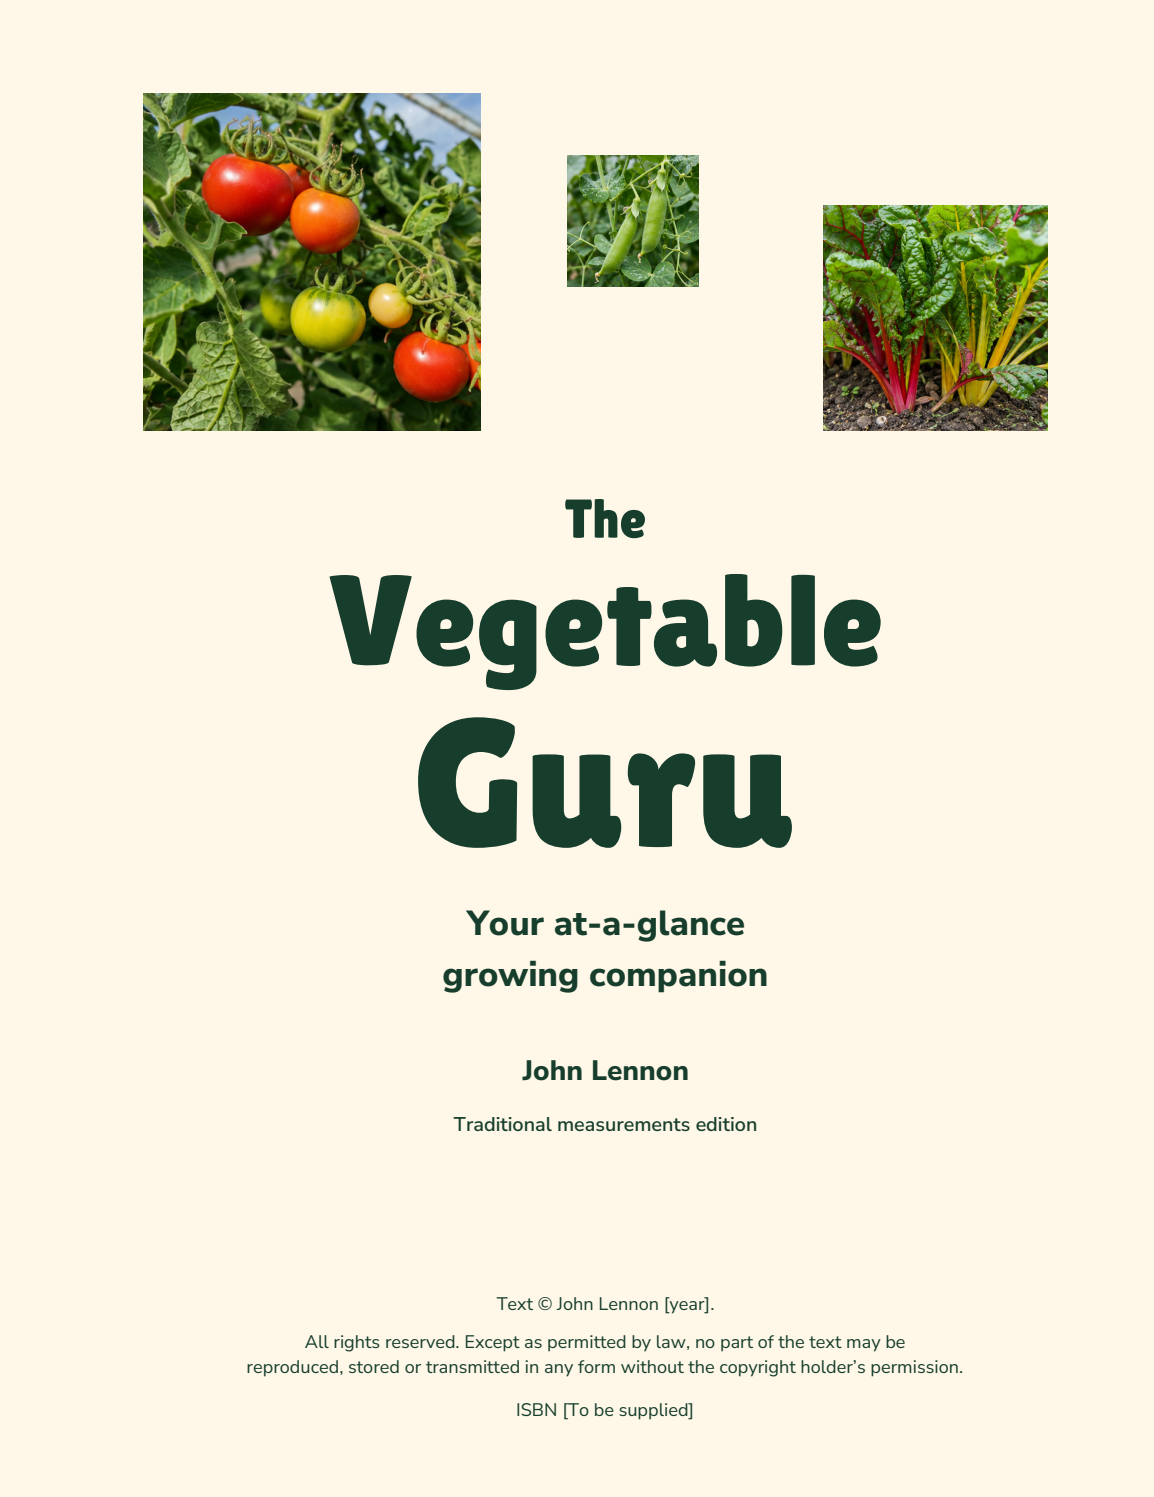 The
Vegetable
Guru
Your at-a-glance
growing companion
John Lennon
Traditional measurements edition
Text © John Lennon [year].
All rights reserved. Except as permitted by law, no part of the text may be
reproduced, stored or transmitted in any form without the copyright holder’s permission.
ISBN [To be supplied]